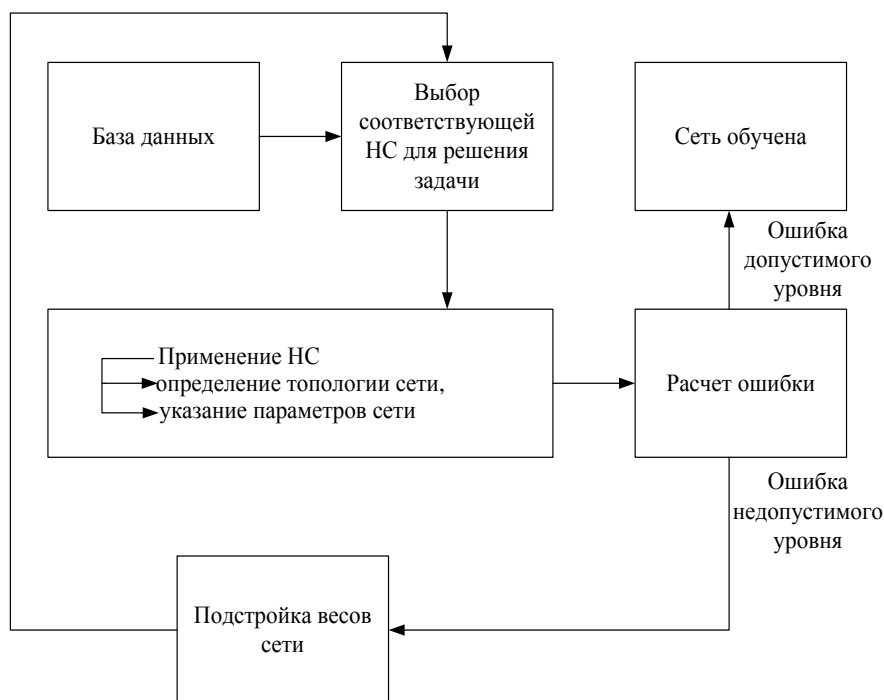 База данных
Выбор
соответствующей
НС для решения
задачи
Сеть обучена
Ошибка
допустимого
уровня
Применение НС
определение топологии сети,
указание параметров сети
Расчет ошибки
Ошибка
недопустимого
уровня
Подстройка весов
сети